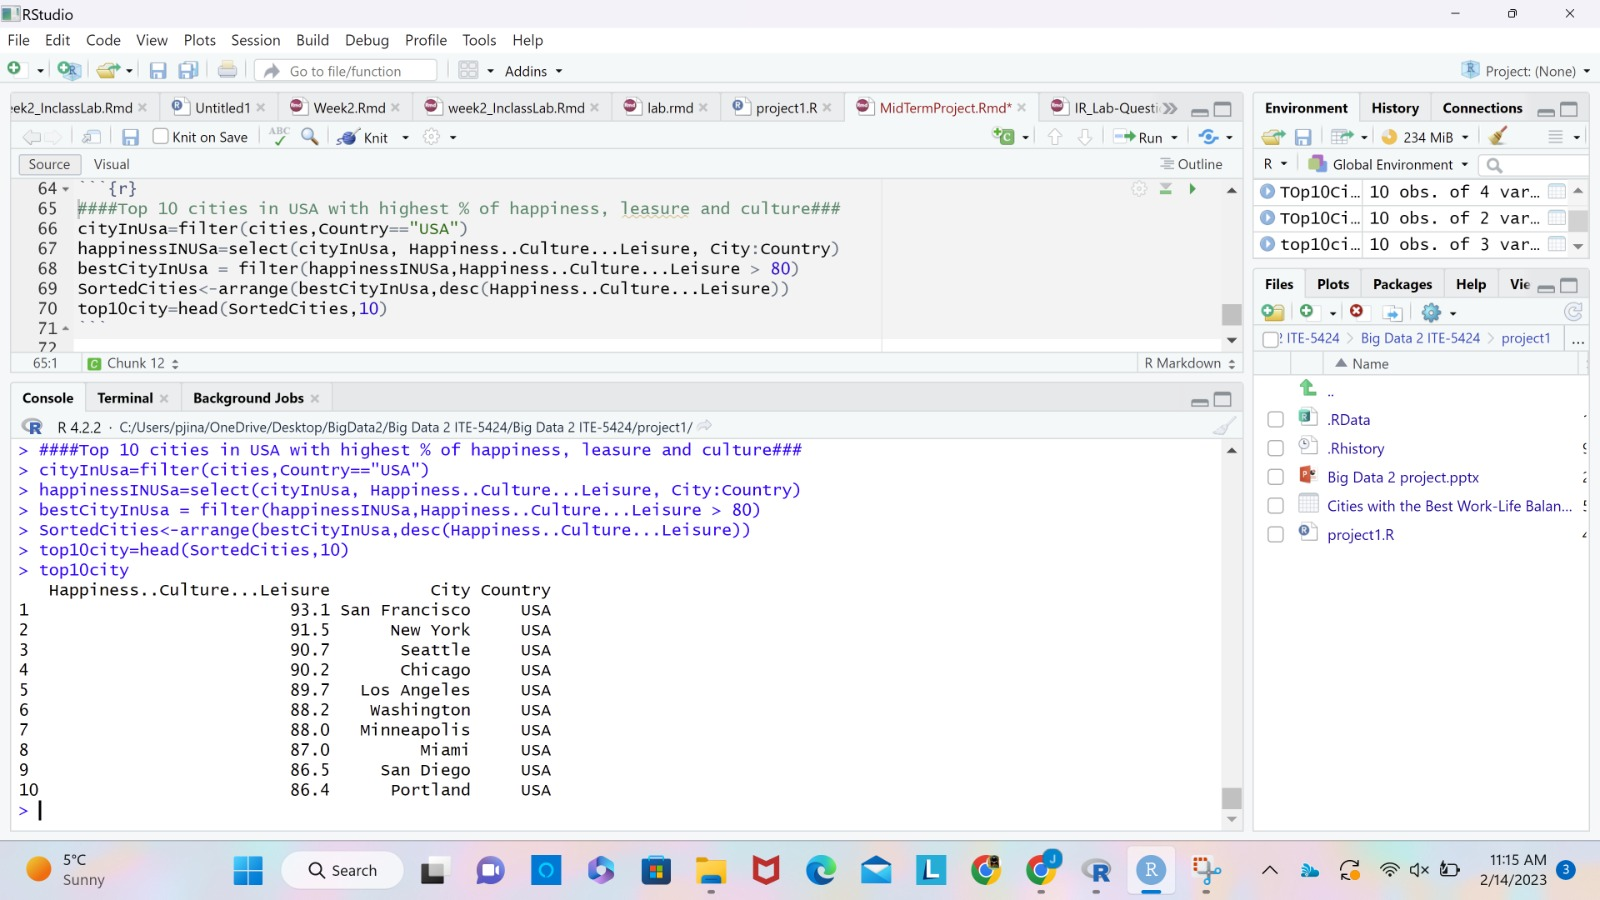 RStudio
File Edit Code View Plots Session Build Debug Profile Tools Help
Go to file/function Addins Project: (None)
eek2_InclassLab.Rmd Untitled1 Week2.Rmd week2_InclassLab.Rmd lab.rmd project1.R MidTermProject.Rmd* IR_Lab-Questi
Knit on Save ABC Knit Run
Source Visual Outline
64 ```{r}
65 ####Top 10 cities in USA with highest % of happiness, leasure and culture###
66 cityInUsa=filter(cities,Country=="USA")
67 happinessINUSa=select(cityInUsa, Happiness..Culture...Leisure, City:Country)
68 bestCityInUsa = filter(happinessINUSa,Happiness..Culture...Leisure > 80)
69 SortedCities<-arrange(bestCityInUsa,desc(Happiness..Culture...Leisure))
70 top10city=head(SortedCities,10)
71 ```
72
65:1 Chunk 12 R Markdown
Console Terminal Background Jobs
R 4.2.2 · C:/Users/pjina/OneDrive/Desktop/BigData2/Big Data 2 ITE-5424/Big Data 2 ITE-5424/project1/
> ####Top 10 cities in USA with highest % of happiness, leasure and culture###
> cityInUsa=filter(cities,Country=="USA")
> happinessINUSa=select(cityInUsa, Happiness..Culture...Leisure, City:Country)
> bestCityInUsa = filter(happinessINUSa,Happiness..Culture...Leisure > 80)
> SortedCities<-arrange(bestCityInUsa,desc(Happiness..Culture...Leisure))
> top10city=head(SortedCities,10)
> top10city
Happiness..Culture...Leisure City Country
1 93.1 San Francisco USA
2 91.5 New York USA
3 90.7 Seattle USA
4 90.2 Chicago USA
5 89.7 Los Angeles USA
6 88.2 Washington USA
7 88.0 Minneapolis USA
8 87.0 Miami USA
9 86.5 San Diego USA
10 86.4 Portland USA
>
Environment History Connections
234 MiB
R Global Environment
TOp10Ci... 10 obs. of 4 var...
TOp10Ci... 10 obs. of 2 var...
top10ci... 10 obs. of 3 var...
Files Plots Packages Help Vie
2 ITE-5424 Big Data 2 ITE-5424 project1 ...
Name
..
.RData
.Rhistory
Big Data 2 project.pptx
Cities with the Best Work-Life Balan...
project1.R
5°C
Sunny
Search
11:15 AM
2/14/2023
3